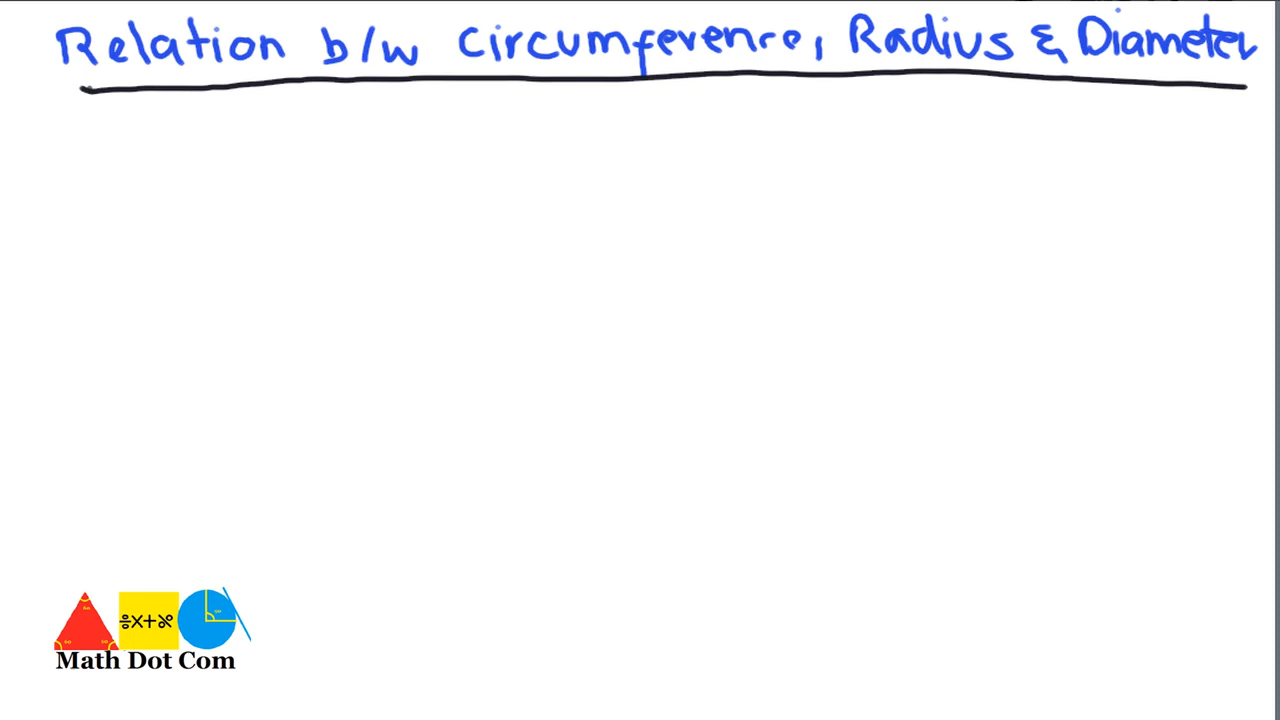 Relation b/w Circumference, Radius & Diameter
÷×+%
Math Dot Com